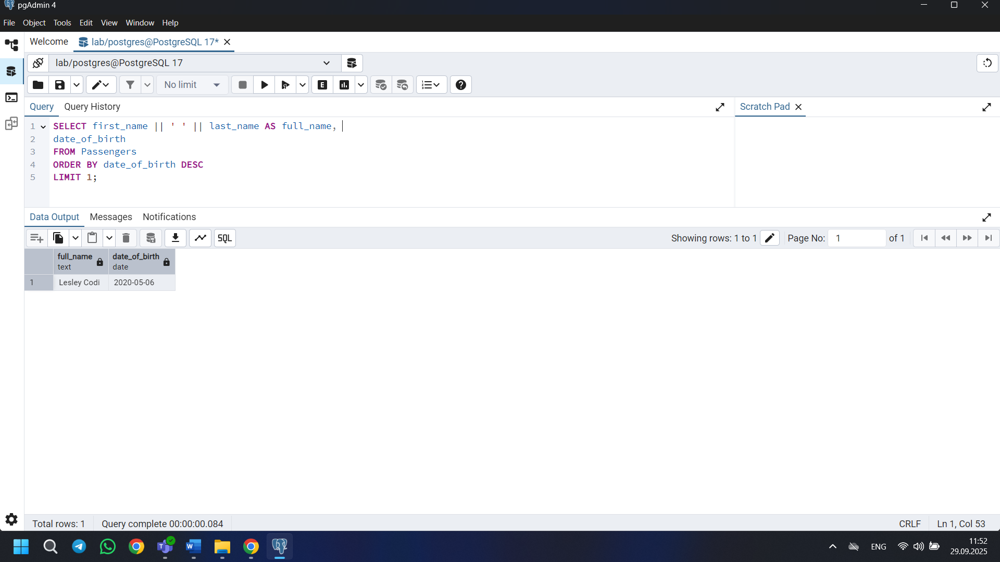 pgAdmin 4
File Object Tools Edit View Window Help
Welcome lab/postgres@PostgreSQL 17*
lab/postgres@PostgreSQL 17
No limit
E
Query Query History
Scratch Pad
1 SELECT first_name || ' ' || last_name AS full_name,
2 date_of_birth
3 FROM Passengers
4 ORDER BY date_of_birth DESC
5 LIMIT 1;
Data Output Messages Notifications
SQL Showing rows: 1 to 1 Page No: 1 of 1
full_name date_of_birth
text date
1 Lesley Codi 2020-05-06
Total rows: 1 Query complete 00:00:00.084 CRLF Ln 1, Col 53
ENG 11:52
29.09.2025